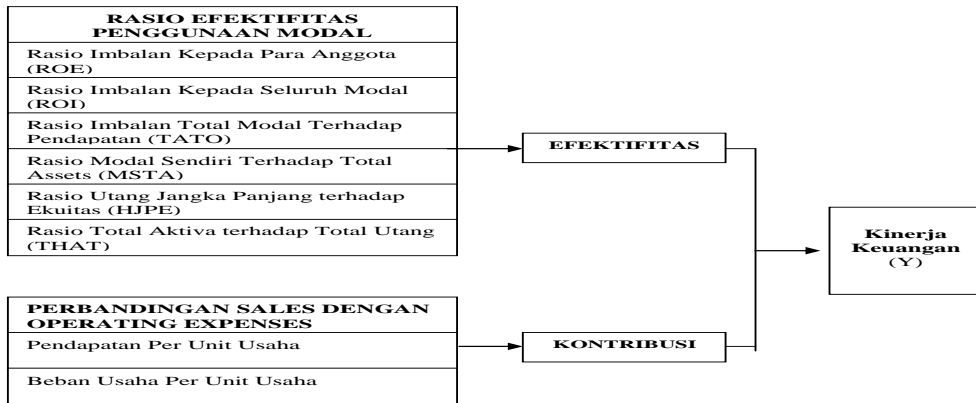 RASIO EFEKTIFITAS
PENGGUNAAN MODAL
Rasio Imbalan Kepada Para Anggota
(ROE)
Rasio Imbalan Kepada Seluruh Modal
(ROI)
Rasio Imbalan Total Modal Terhadap
Pendapatan (TATO)
Rasio Modal Sendiri Terhadap Total
Assets (MSTA)
Rasio Utang Jangka Panjang terhadap
Ekuitas (HJPE)
Rasio Total Aktiva terhadap Total Utang
(THAT)
EFEKTIFITAS
Kinerja
Keuangan
(Y)
PERBANDINGAN SALES DENGAN
OPERATING EXPENSES
Pendapatan Per Unit Usaha
Beban Usaha Per Unit Usaha
KONTRIBUSI